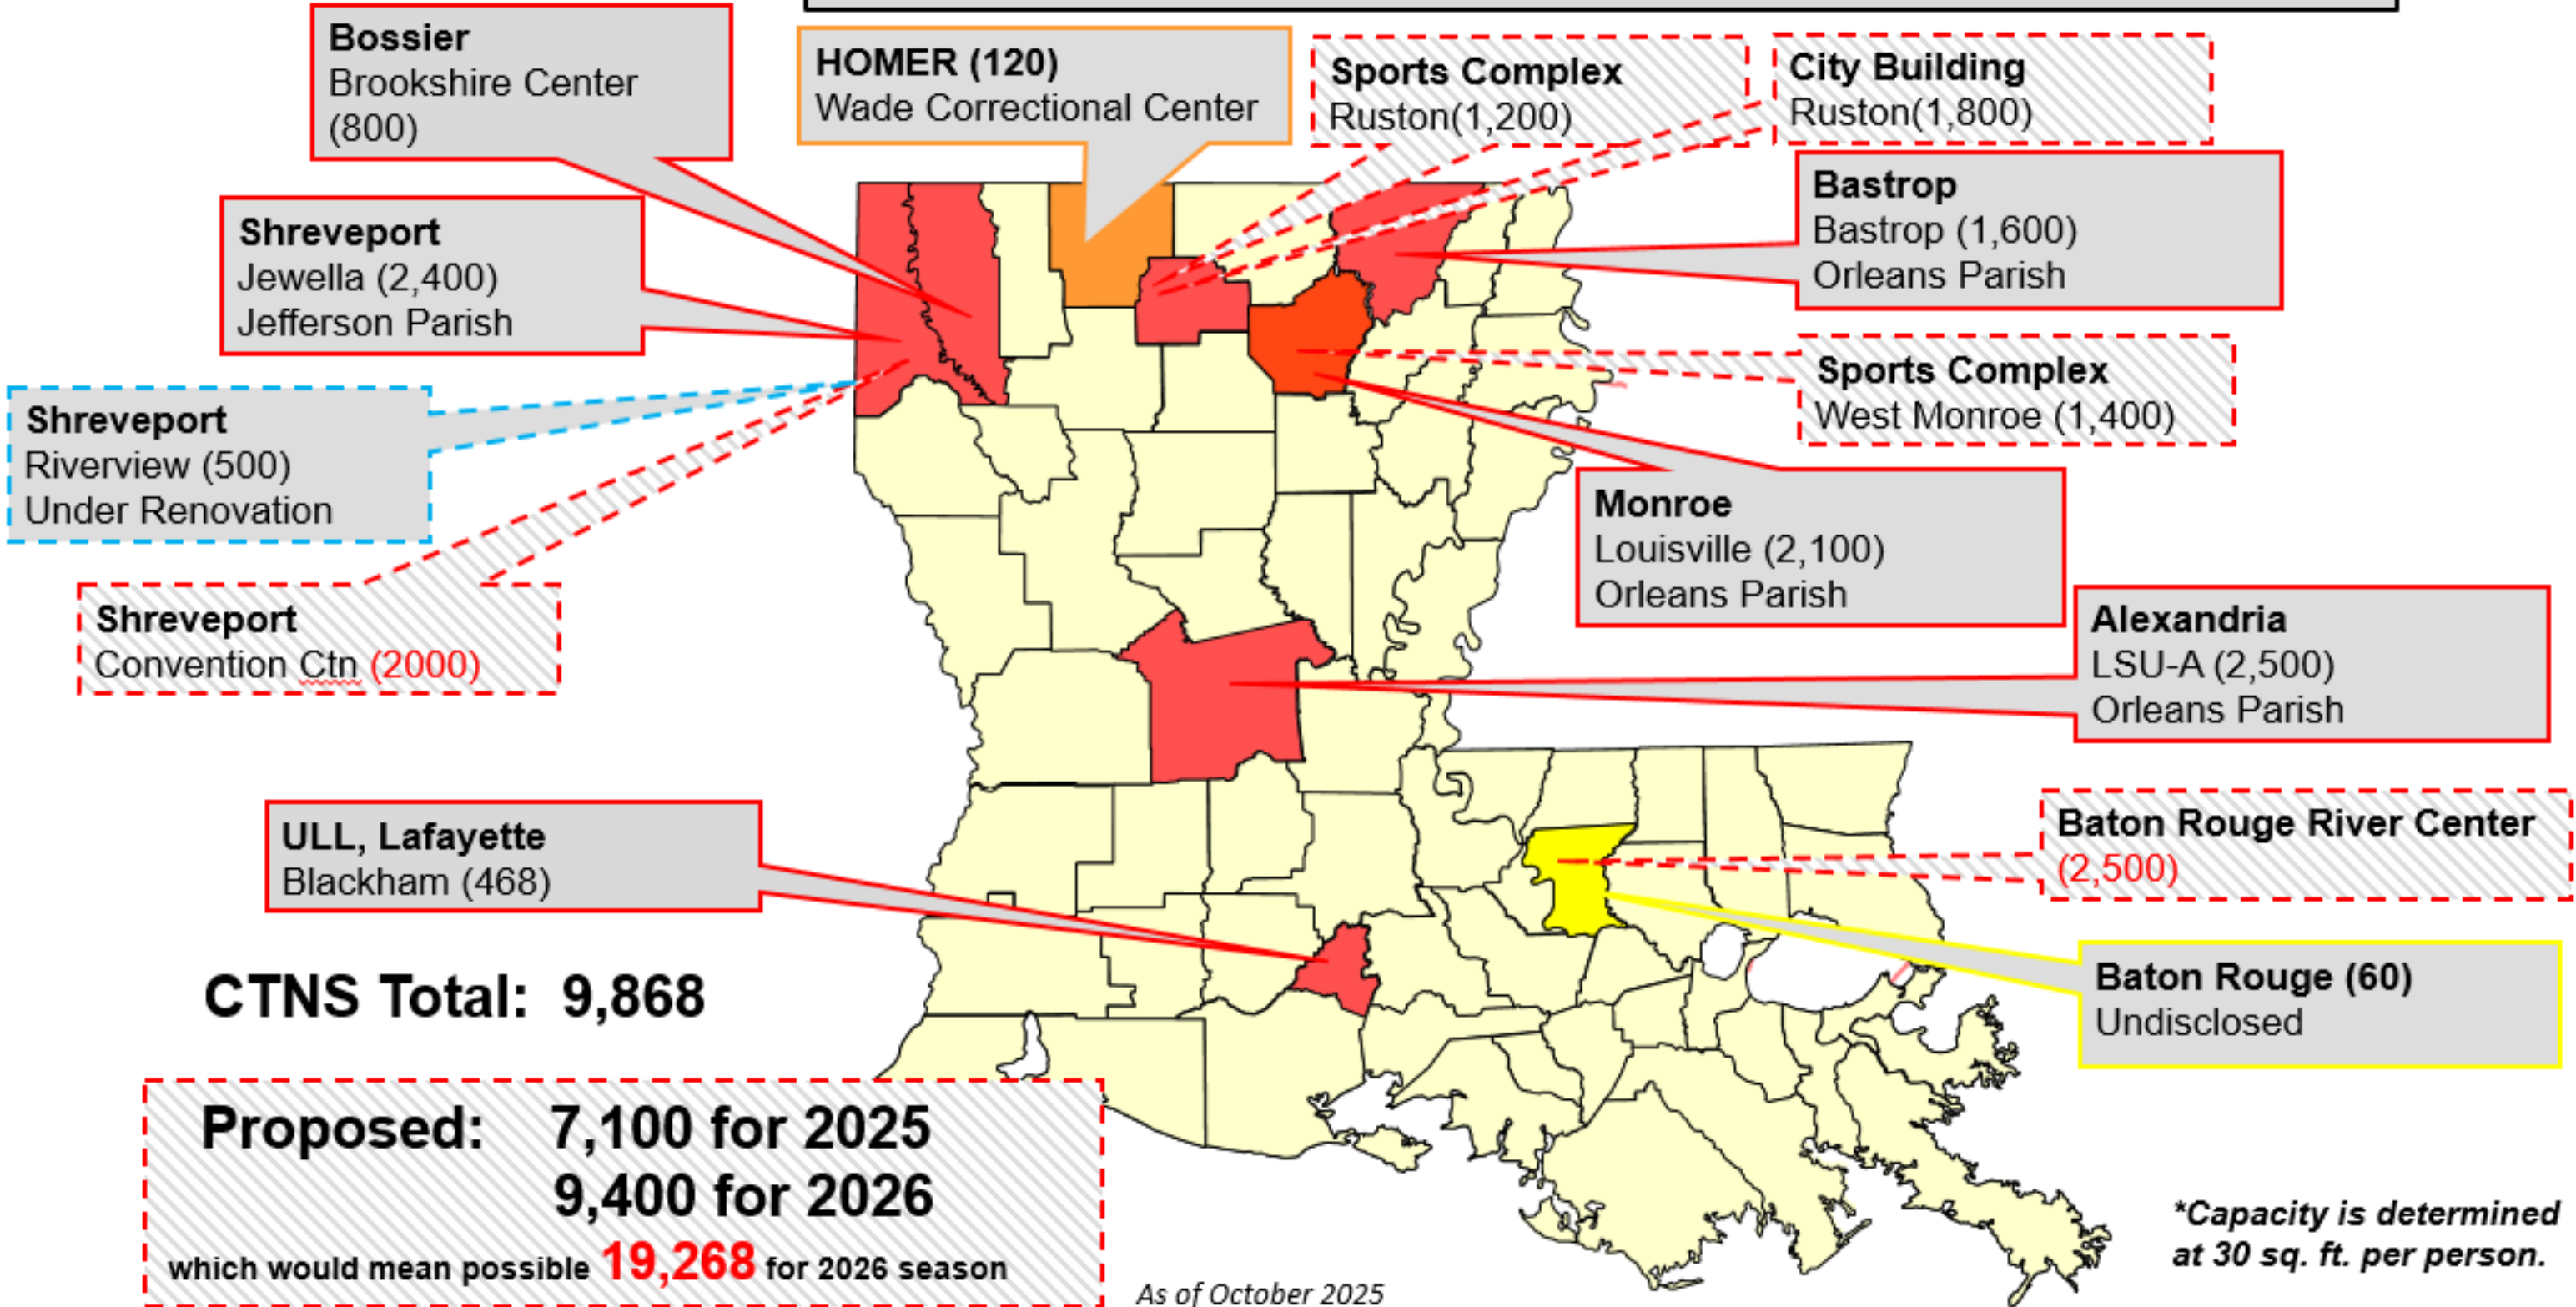 Bossier
Brookshire Center
(800)
HOMER (120)
Wade Correctional Center
Sports Complex
Ruston(1,200)
City Building
Ruston(1,800)
Shreveport
Jewella (2,400)
Jefferson Parish
Bastrop
Bastrop (1,600)
Orleans Parish
Shreveport
Riverview (500)
Under Renovation
Sports Complex
West Monroe (1,400)
Shreveport
Convention Ctn (2000)
Monroe
Louisville (2,100)
Orleans Parish
Alexandria
LSU-A (2,500)
Orleans Parish
ULL, Lafayette
Blackham (468)
Baton Rouge River Center
(2,500)
Baton Rouge (60)
Undisclosed
CTNS Total: 9,868
Proposed: 7,100 for 2025
9,400 for 2026
which would mean possible 19,268 for 2026 season
As of October 2025
*Capacity is determined
at 30 sq. ft. per person.